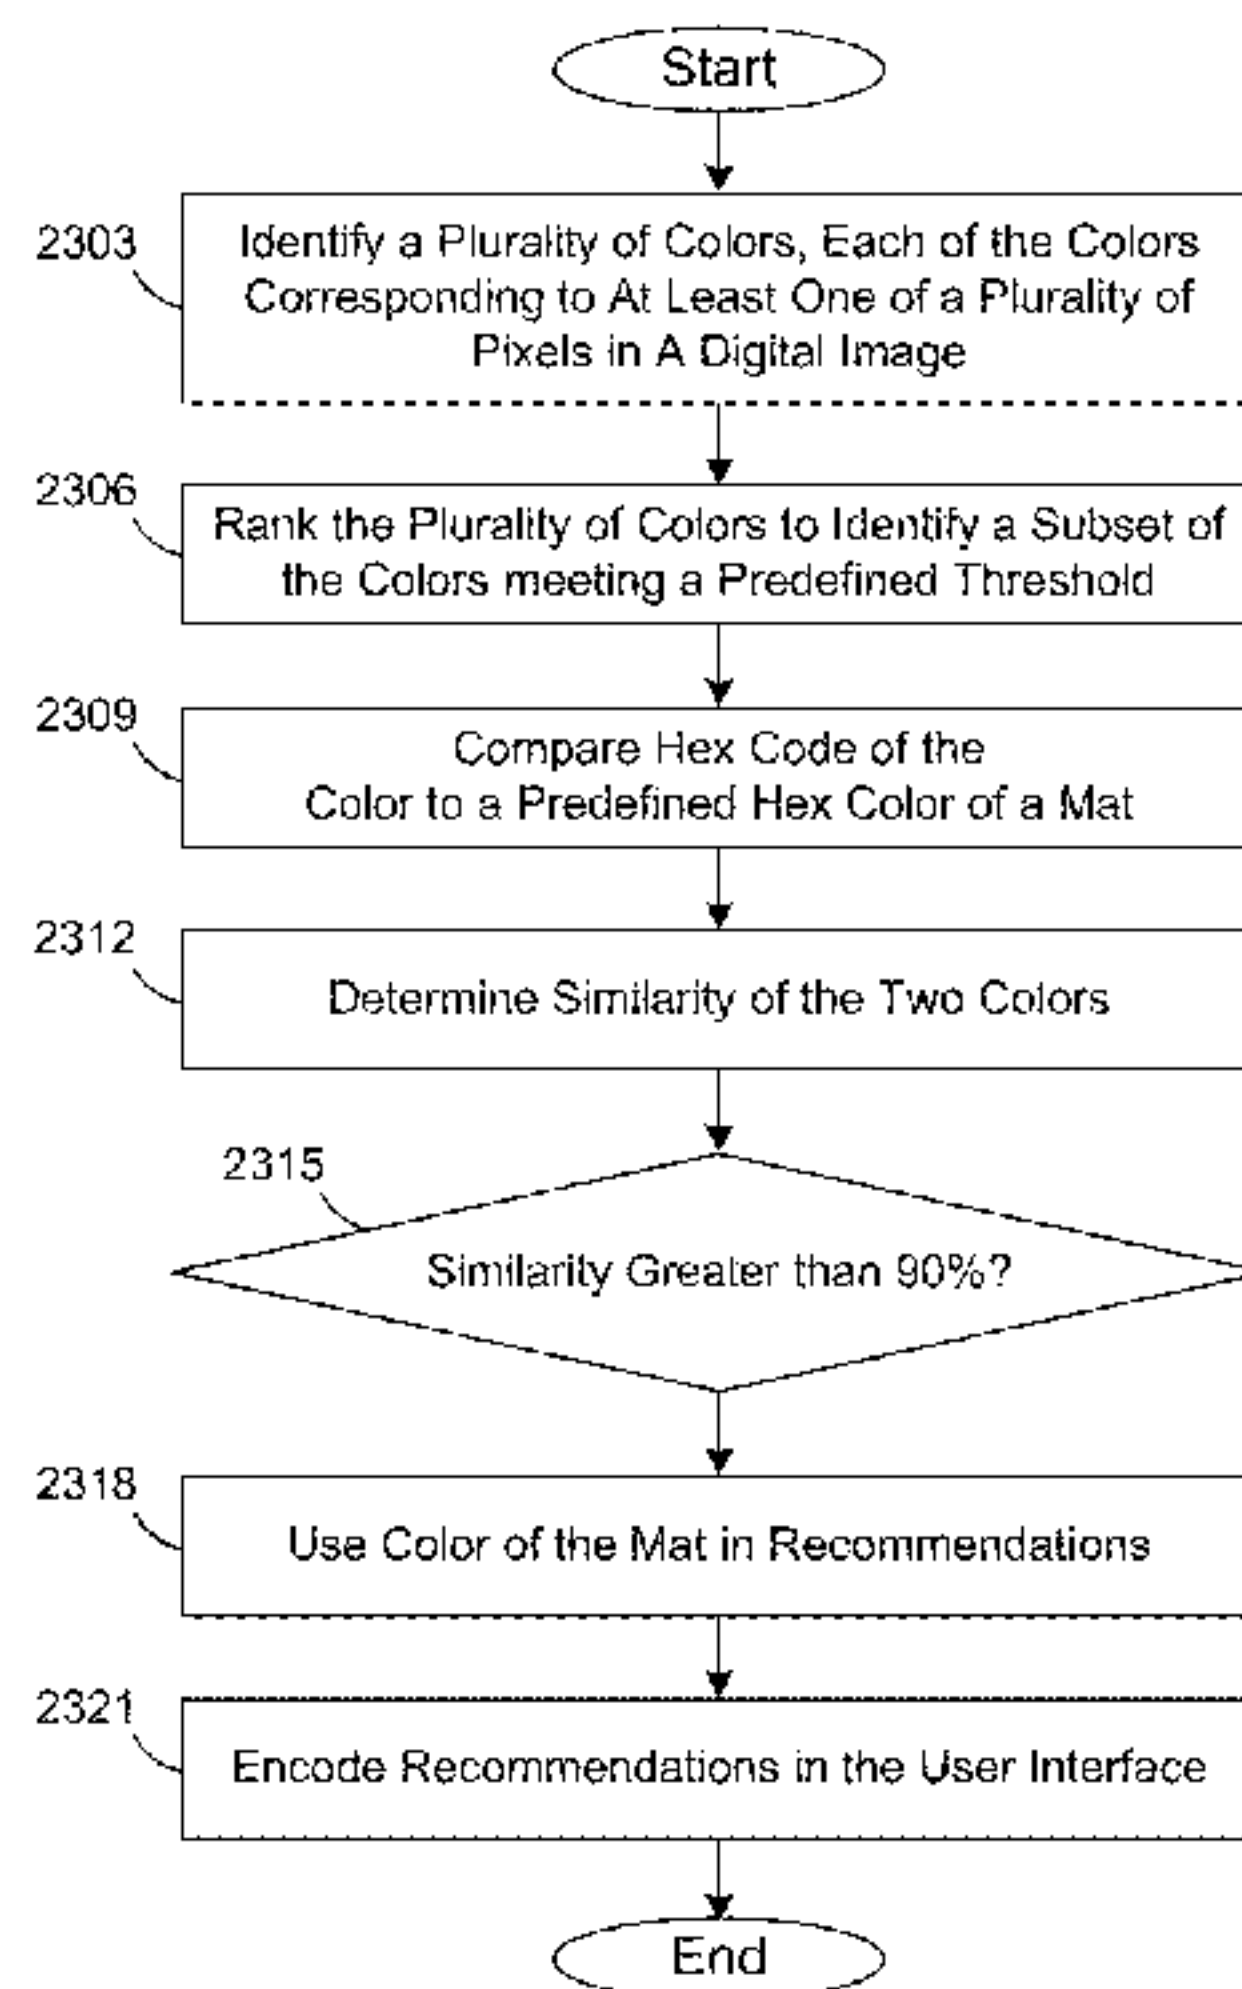 Start
2303
Identify a Plurality of Colors, Each of the Colors
Corresponding to At Least One of a Plurality of
Pixels in A Digital Image
2306
Rank the Plurality of Colors to Identify a Subset of
the Colors meeting a Predefined Threshold
2309
Compare Hex Code of the
Color to a Predefined Hex Color of a Mat
2312
Determine Similarity of the Two Colors
2315
Similarity Greater than 90%?
2318
Use Color of the Mat in Recommendations
2321
Encode Recommendations in the User Interface
End